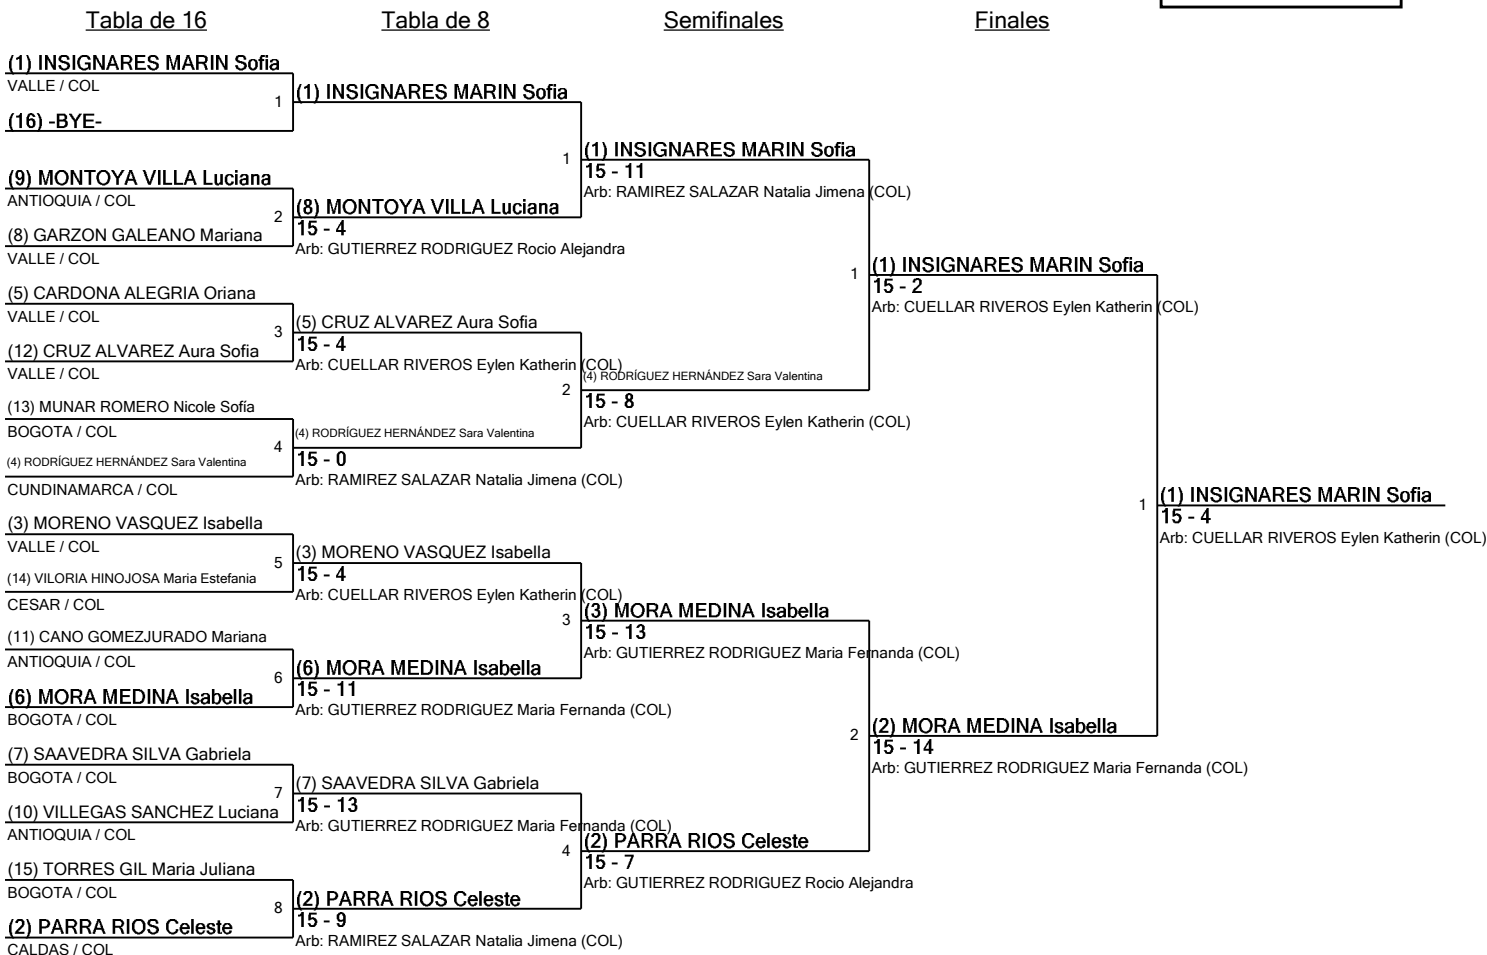 Tabla de 16
Tabla de 8
Semifinales
Finales
(1) INSIGNARES MARIN Sofia
VALLE / COL
1
(16) -BYE-
(9) MONTOYA VILLA Luciana
ANTIOQUIA / COL
2
(8) GARZON GALEANO Mariana
VALLE / COL
(5) CARDONA ALEGRIA Oriana
VALLE / COL
3
(12) CRUZ ALVAREZ Aura Sofia
VALLE / COL
(13) MUNAR ROMERO Nicole Sofía
BOGOTA / COL
4
(4) RODRÍGUEZ HERNÁNDEZ Sara Valentina
CUNDINAMARCA / COL
(3) MORENO VASQUEZ Isabella
VALLE / COL
5
(14) VILORIA HINOJOSA Maria Estefania
CESAR / COL
(11) CANO GOMEZJURADO Mariana
ANTIOQUIA / COL
6
(6) MORA MEDINA Isabella
BOGOTA / COL
(7) SAAVEDRA SILVA Gabriela
BOGOTA / COL
7
(10) VILLEGAS SANCHEZ Luciana
ANTIOQUIA / COL
(15) TORRES GIL Maria Juliana
BOGOTA / COL
8
(2) PARRA RIOS Celeste
CALDAS / COL
(1) INSIGNARES MARIN Sofia
1
(8) MONTOYA VILLA Luciana
15 - 4
Arb: GUTIERREZ RODRIGUEZ Rocio Alejandra
(5) CRUZ ALVAREZ Aura Sofia
15 - 4
Arb: CUELLAR RIVEROS Eylen Katherin (COL)
2
(4) RODRÍGUEZ HERNÁNDEZ Sara Valentina
15 - 0
Arb: RAMIREZ SALAZAR Natalia Jimena (COL)
(3) MORENO VASQUEZ Isabella
15 - 4
Arb: CUELLAR RIVEROS Eylen Katherin (COL)
3
(6) MORA MEDINA Isabella
15 - 11
Arb: GUTIERREZ RODRIGUEZ Maria Fernanda (COL)
(7) SAAVEDRA SILVA Gabriela
15 - 13
Arb: GUTIERREZ RODRIGUEZ Maria Fernanda (COL)
4
(2) PARRA RIOS Celeste
15 - 9
Arb: RAMIREZ SALAZAR Natalia Jimena (COL)
(1) INSIGNARES MARIN Sofia
15 - 11
Arb: RAMIREZ SALAZAR Natalia Jimena (COL)
1
(4) RODRÍGUEZ HERNÁNDEZ Sara Valentina
15 - 8
Arb: CUELLAR RIVEROS Eylen Katherin (COL)
(3) MORA MEDINA Isabella
15 - 13
Arb: GUTIERREZ RODRIGUEZ Maria Fernanda (COL)
2
(2) PARRA RIOS Celeste
15 - 7
Arb: GUTIERREZ RODRIGUEZ Rocio Alejandra
(1) INSIGNARES MARIN Sofia
15 - 2
Arb: CUELLAR RIVEROS Eylen Katherin (COL)
1
(2) MORA MEDINA Isabella
15 - 14
Arb: GUTIERREZ RODRIGUEZ Maria Fernanda (COL)
(1) INSIGNARES MARIN Sofia
15 - 4
Arb: CUELLAR RIVEROS Eylen Katherin (COL)